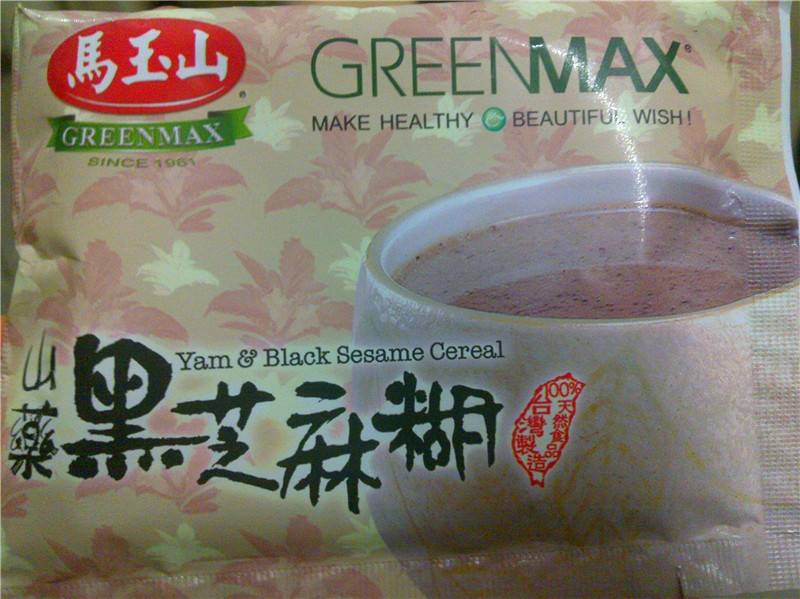 馬玉山
GREENMAX
SINCE 1961
GREENMAX
MAKE HEALTHY BEAUTIFUL WISH!
Yam & Black Sesame Cereal
山藥
黑芝麻糊
100%
天然食品
台灣製造